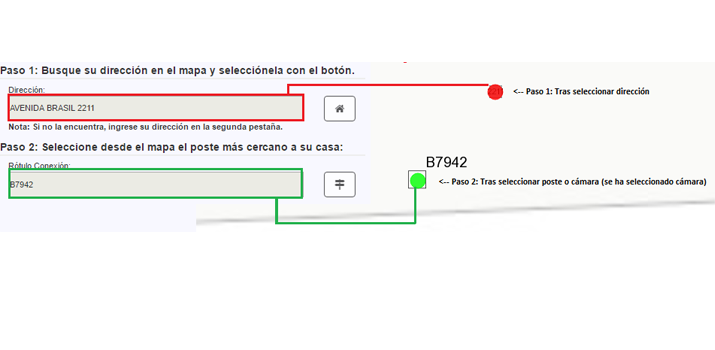 Paso 1: Busque su dirección en el mapa y selecciónela con el botón.
Dirección:
AVENIDA BRASIL 2211
<-- Paso 1: Tras seleccionar dirección
Nota: Si no la encuentra, ingrese su dirección en la segunda pestaña.
Paso 2: Seleccione desde el mapa el poste más cercano a su casa:
Rótulo Conexión:
B7942
B7942
<-- Paso 2: Tras seleccionar poste o cámara (se ha seleccionado cámara)